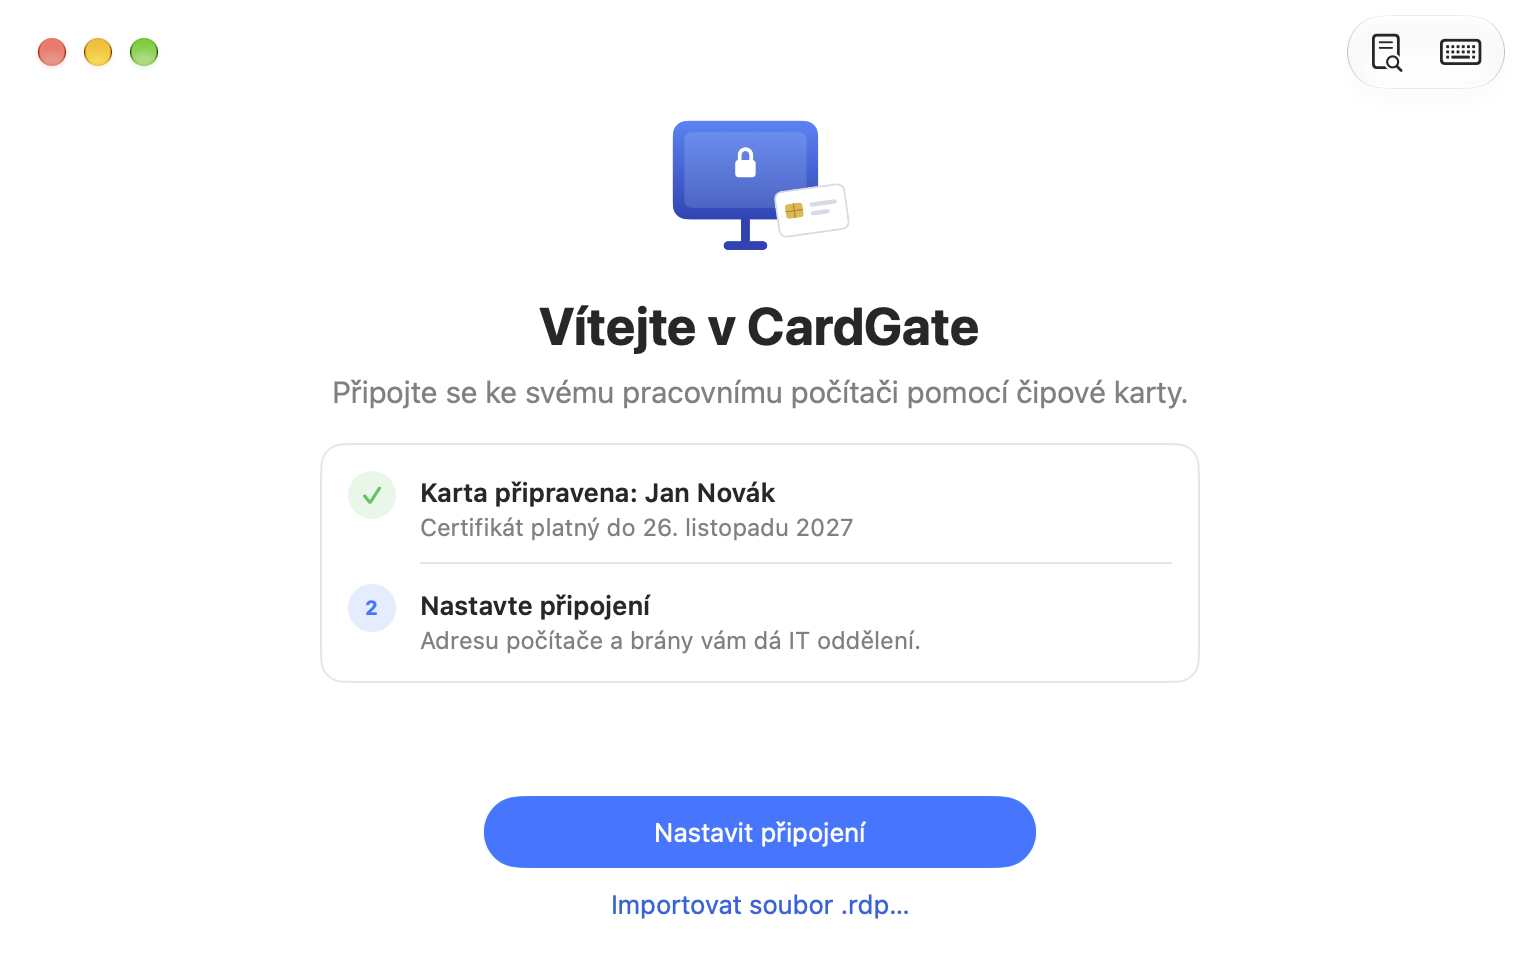 Vítejte v CardGate
Připojte se ke svému pracovnímu počítači pomocí čipové karty.
Karta připravena: Jan Novák
Certifikát platný do 26. listopadu 2027
2
Nastavte připojení
Adresu počítače a brány vám dá IT oddělení.
Nastavit připojení
Importovat soubor .rdp...